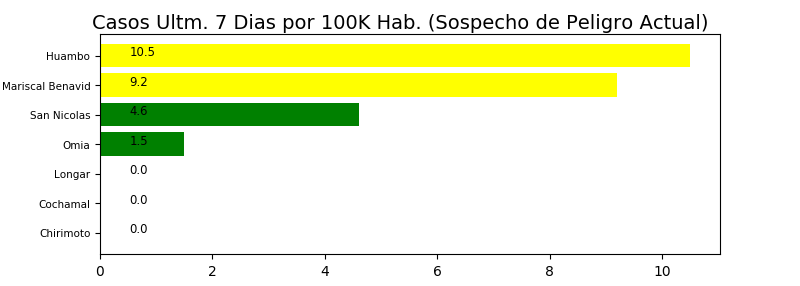 Casos Ultm. 7 Dias por 100K Hab. (Sospecho de Peligro Actual)
Huambo 10.5
Mariscal Benavid 9.2
San Nicolas 4.6
Omia 1.5
Longar 0.0
Cochamal 0.0
Chirimoto 0.0
0 2 4 6 8 10